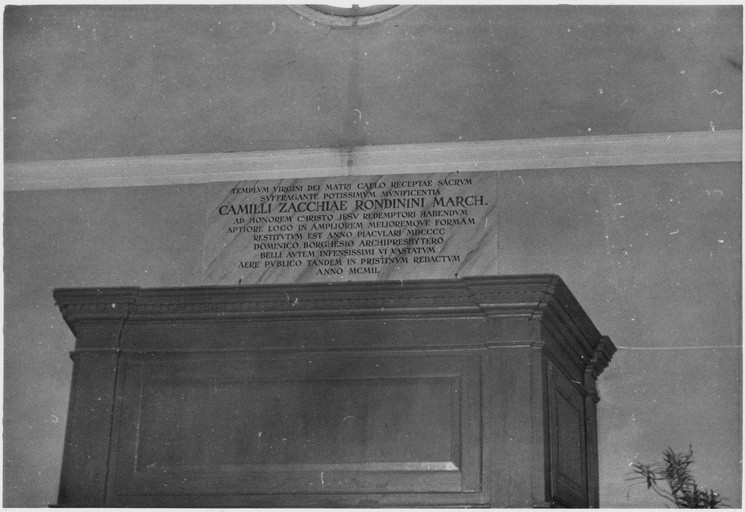 TEMPLVM VIRGINI DEI MATRI CAELO RECEPTAE SACRVM
SVFFRAGANTE POTISSIMVM MVNIFICENTIA
CAMILLI ZACCHIAE RONDININI MARCH.
AD HONOREM CHRISTO JESV REDEMPTORI HABENDVM
APTIORE LOCO IN AMPLIOREM MELIOREMQVE FORMAM
RESTITVTVM EST ANNO PIACVLARI MDCCCC
DOMINICO BORGHESIO ARCHIPRESBYTERO
BELLI AVTEM INFENSISSIMI VI VASTATVM
AERE PVBLICO TANDEM IN PRISTINVM REDACTVM
ANNO MCMIL